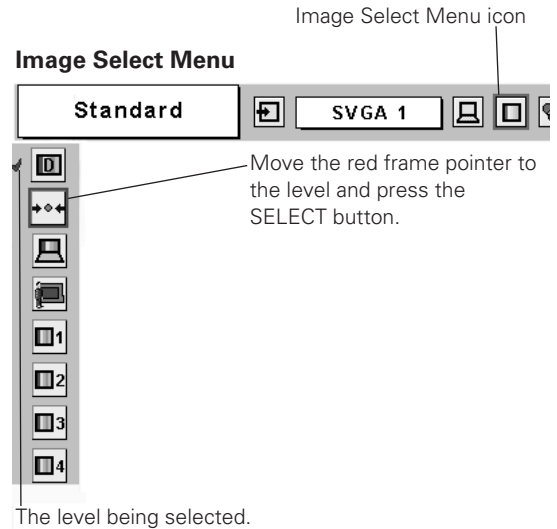 Image Select Menu icon
Image Select Menu
Standard
SVGA 1
D
Move the red frame pointer to
the level and press the
SELECT button.
1
2
3
4
The level being selected.